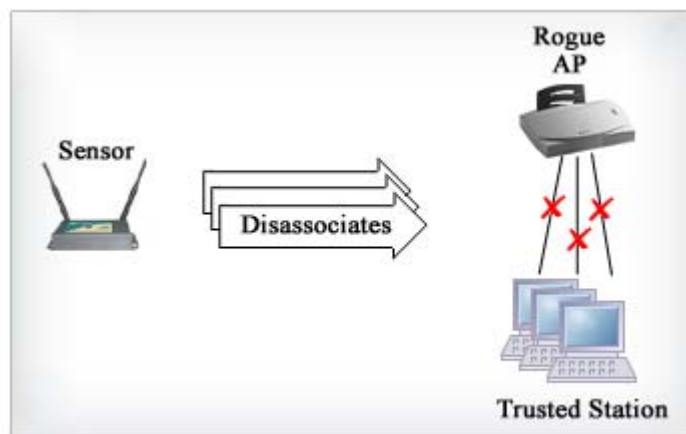 Rogue
AP
Sensor
Disassociates
Trusted Station